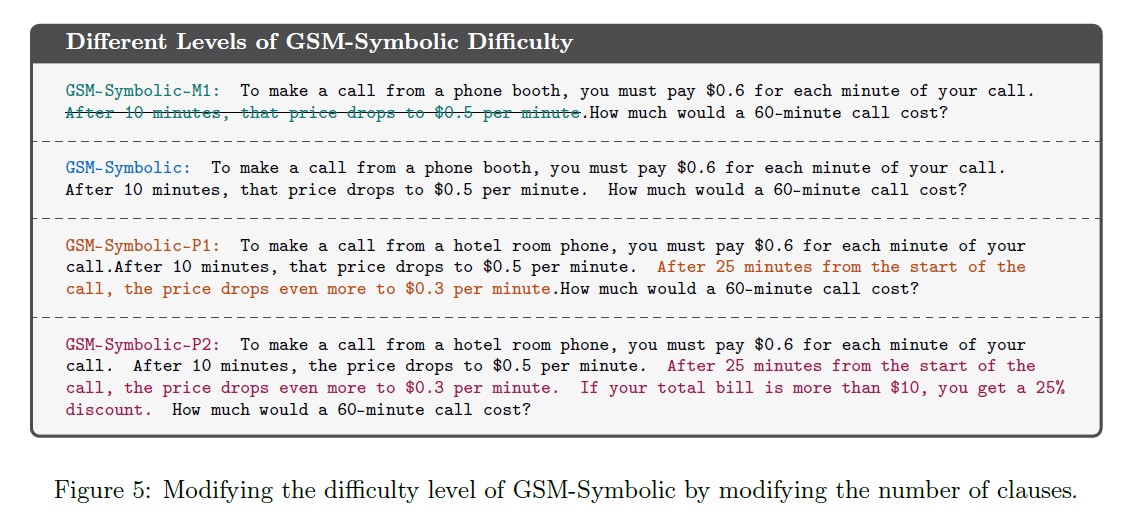 Different Levels of GSM-Symbolic Difficulty
GSM-Symbolic-M1: To make a call from a phone booth, you must pay $0.6 for each minute of your call.
After 10 minutes, that price drops to $0.5 per minute.How much would a 60-minute call cost?
GSM-Symbolic: To make a call from a phone booth, you must pay $0.6 for each minute of your call.
After 10 minutes, that price drops to $0.5 per minute. How much would a 60-minute call cost?
GSM-Symbolic-P1: To make a call from a hotel room phone, you must pay $0.6 for each minute of your
call.After 10 minutes, that price drops to $0.5 per minute. After 25 minutes from the start of the
call, the price drops even more to $0.3 per minute.How much would a 60-minute call cost?
GSM-Symbolic-P2: To make a call from a hotel room phone, you must pay $0.6 for each minute of your
call. After 10 minutes, the price drops to $0.5 per minute. After 25 minutes from the start of the
call, the price drops even more to $0.3 per minute. If your total bill is more than $10, you get a 25%
discount. How much would a 60-minute call cost?
Figure 5: Modifying the difficulty level of GSM-Symbolic by modifying the number of clauses.